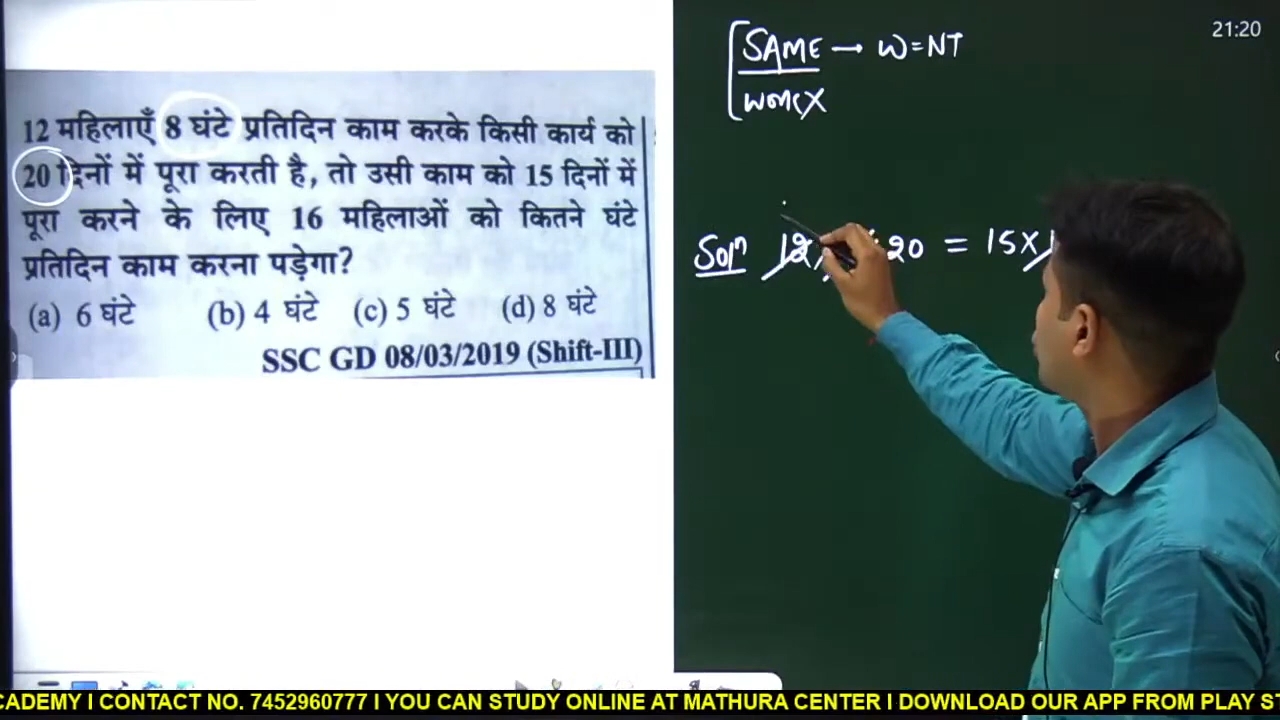 12 महिलाएँ 8 घंटे प्रतिदिन काम करके किसी कार्य को
20 दिनों में पूरा करती है, तो उसी काम को 15 दिनों में
पूरा करने के लिए 16 महिलाओं को कितने घंटे
प्रतिदिन काम करना पड़ेगा?
(a) 6 घंटे (b) 4 घंटे (c) 5 घंटे (d) 8 घंटे
SSC GD 08/03/2019 (Shift-III)
21:20
SAME → W=NT
WORK X
Solⁿ 12 20 = 15X
CADEMY I CONTACT NO. 7452960777 I YOU CAN STUDY ONLINE AT MATHURA CENTER I DOWNLOAD OUR APP FROM PLAY S